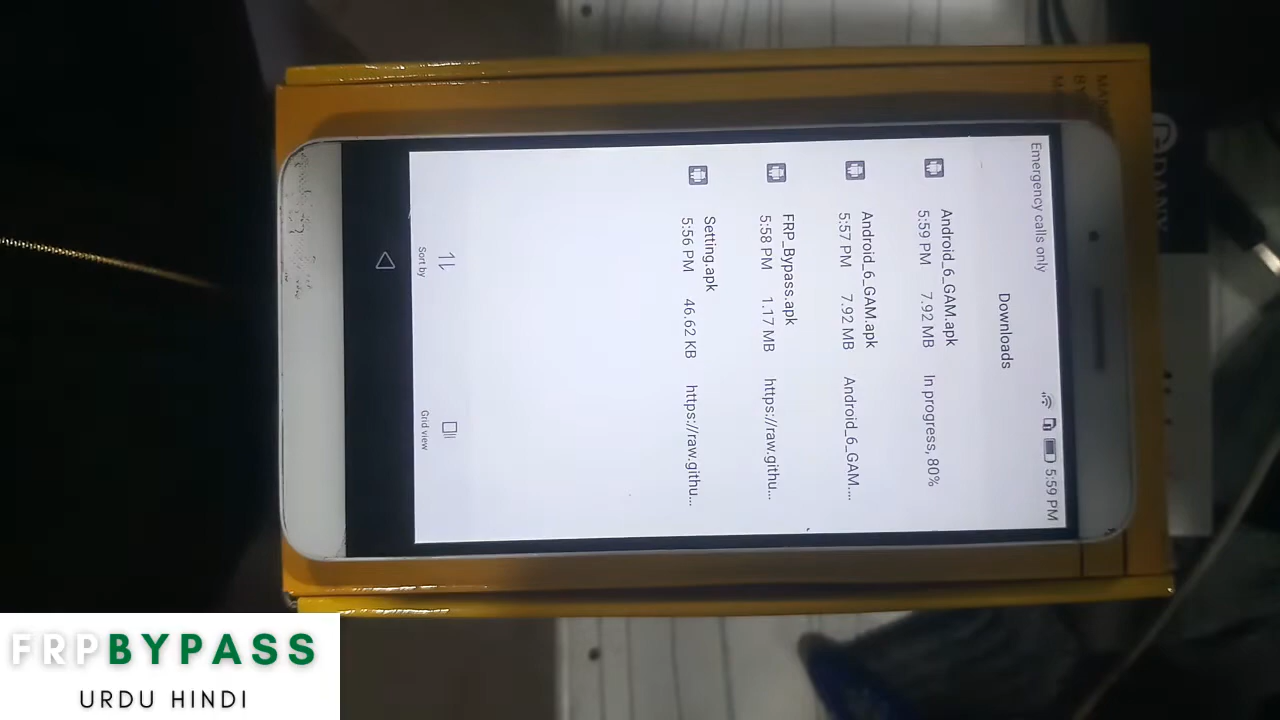 Emergency calls only
5:59 PM
Downloads
Android_6_GAM.apk
5:59 PM 7.92 MB In progress, 80%
Android_6_GAM.apk
5:57 PM 7.92 MB Android_6_GAM....
FRP_Bypass.apk
5:58 PM 1.17 MB https://raw.githu...
Setting.apk
5:56 PM 46.62 KB https://raw.githu...
Sort by
Grid view
FRPBYPASS
URDU HINDI